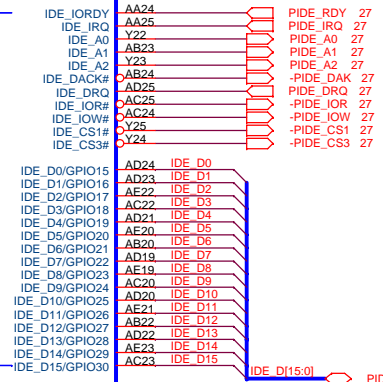 IDE_IORDY AA24 PIDE_RDY 27
IDE_IRQ AA25 PIDE_IRQ 27
IDE_A0 Y22 PIDE_A0 27
IDE_A1 AB23 PIDE_A1 27
IDE_A2 Y23 PIDE_A2 27
IDE_DACK# AB24 -PIDE_DAK 27
IDE_DRQ AD25 PIDE_DRQ 27
IDE_IOR# AC25 -PIDE_IOR 27
IDE_IOW# AC24 -PIDE_IOW 27
IDE_CS1# Y25 -PIDE_CS1 27
IDE_CS3# Y24 -PIDE_CS3 27
IDE_D0/GPIO15 AD24 IDE_D0
IDE_D1/GPIO16 AD23 IDE_D1
IDE_D2/GPIO17 AE22 IDE_D2
IDE_D3/GPIO18 AC22 IDE_D3
IDE_D4/GPIO19 AD21 IDE_D4
IDE_D5/GPIO20 AE20 IDE_D5
IDE_D6/GPIO21 AB20 IDE_D6
IDE_D7/GPIO22 AD19 IDE_D7
IDE_D8/GPIO23 AE19 IDE_D8
IDE_D9/GPIO24 AC20 IDE_D9
IDE_D10/GPIO25 AD20 IDE_D10
IDE_D11/GPIO26 AE21 IDE_D11
IDE_D12/GPIO27 AB22 IDE_D12
IDE_D13/GPIO28 AD22 IDE_D13
IDE_D14/GPIO29 AE23 IDE_D14
IDE_D15/GPIO30 AC23 IDE_D15
IDE_D[15:0]